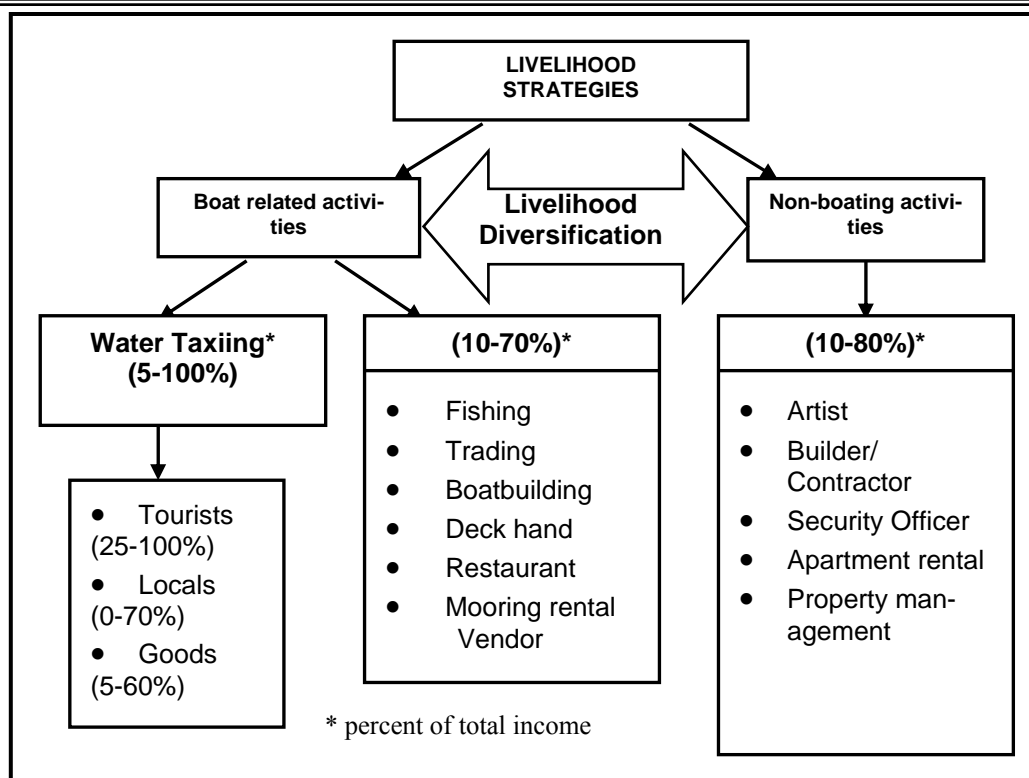 LIVELIHOOD
STRATEGIES
Boat related activi-
ties
Livelihood
Diversification
Non-boating activi-
ties
Water Taxiing*
(5-100%)
(10-70%)*
(10-80%)*
• Tourists
(25-100%)
• Locals
(0-70%)
• Goods
(5-60%)
• Fishing
• Trading
• Boatbuilding
• Deck hand
• Restaurant
• Mooring rental
Vendor
• Artist
• Builder/
Contractor
• Security Officer
• Apartment rental
• Property man-
agement
* percent of total income